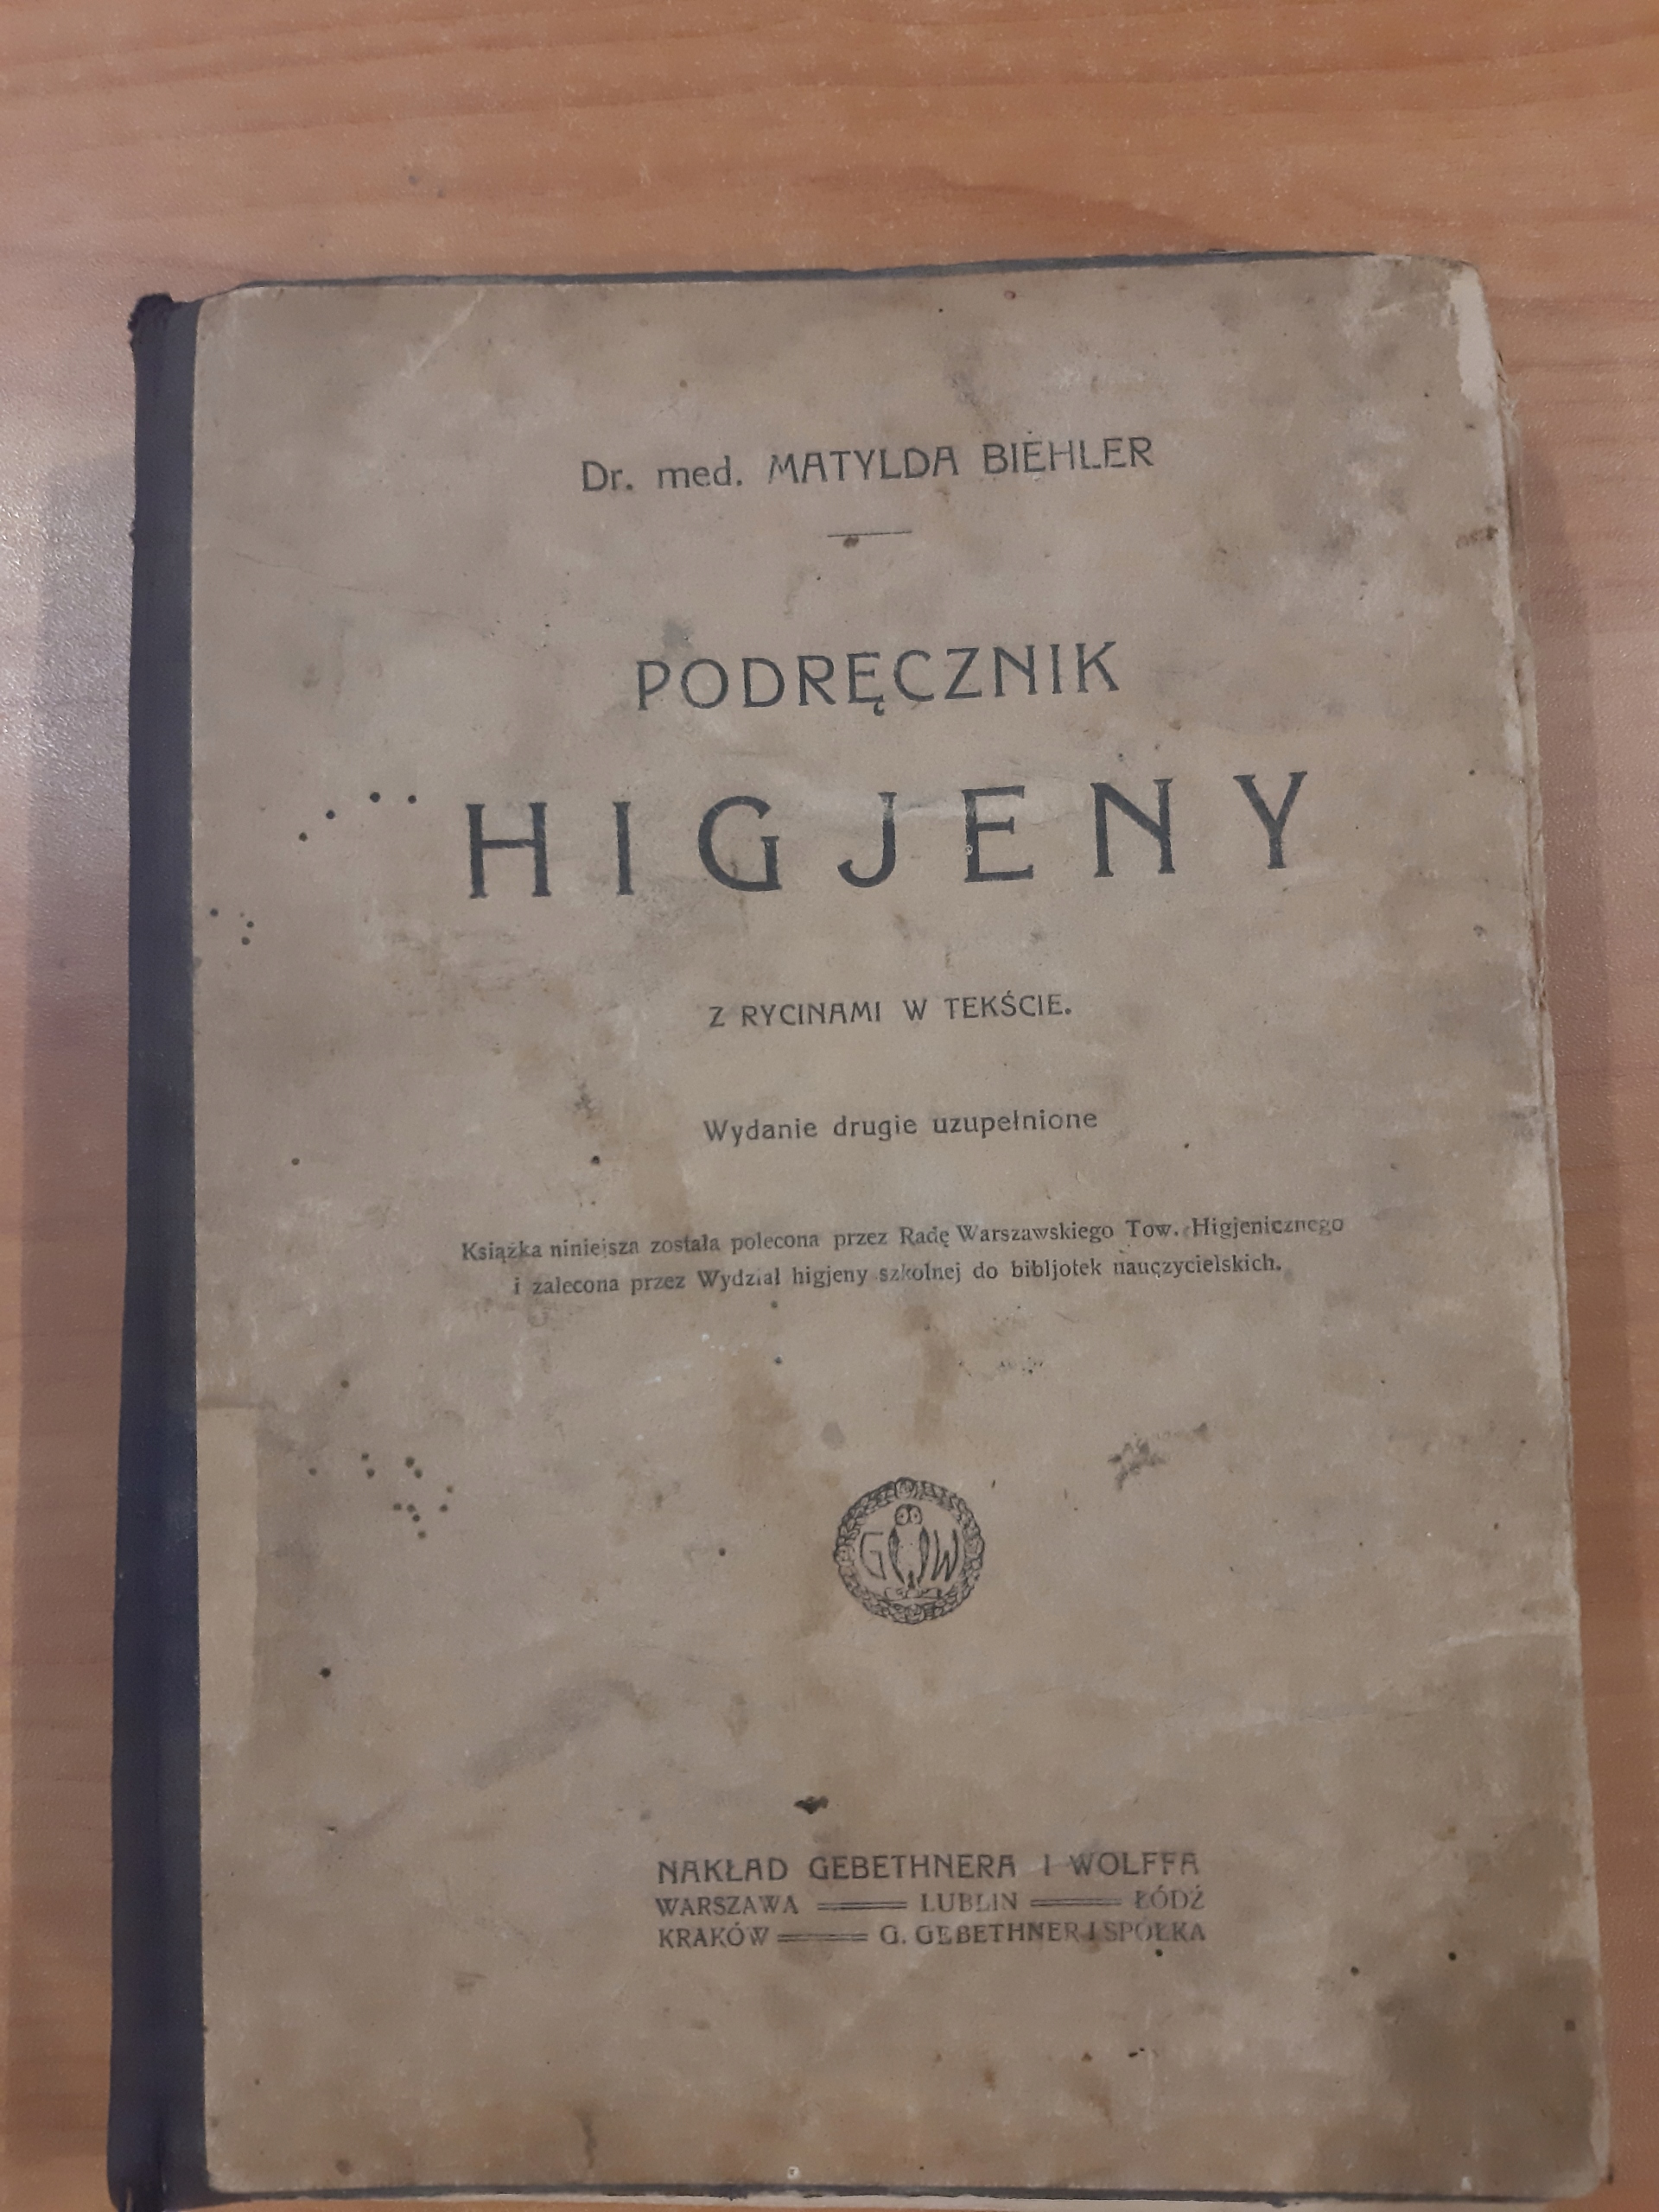 Dr. med. MATYLDA BIEHLER
PODRĘCZNIK
HIGJENY
Z RYCINAMI W TEKŚCIE.
Wydanie drugie uzupełnione
Książka niniejsza została polecona przez Radę Warszawskiego Tow. Higjenicznego
i zalecona przez Wydział higjeny szkolnej do bibljotek nauczycielskich.
G W
NAKŁAD GEBETHNERA I WOLFFA
WARSZAWA LUBLIN ŁÓDŹ
KRAKÓW G. GEBETHNER I SPÓŁKA